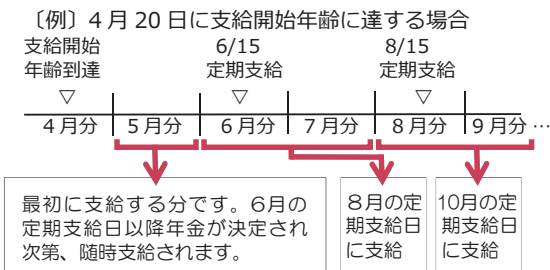 〔例〕4月20日に支給開始年齢に達する場合
支給開始
年齢到達
6/15
定期支給
8/15
定期支給
▽ ▽ ▽
4月分 5月分 6月分 7月分 8月分 9月分 …
最初に支給する分です。6月の
定期支給日以降年金が決定され
次第、随時支給されます。
8月の定
期支給日
に支給
10月の定
期支給日
に支給